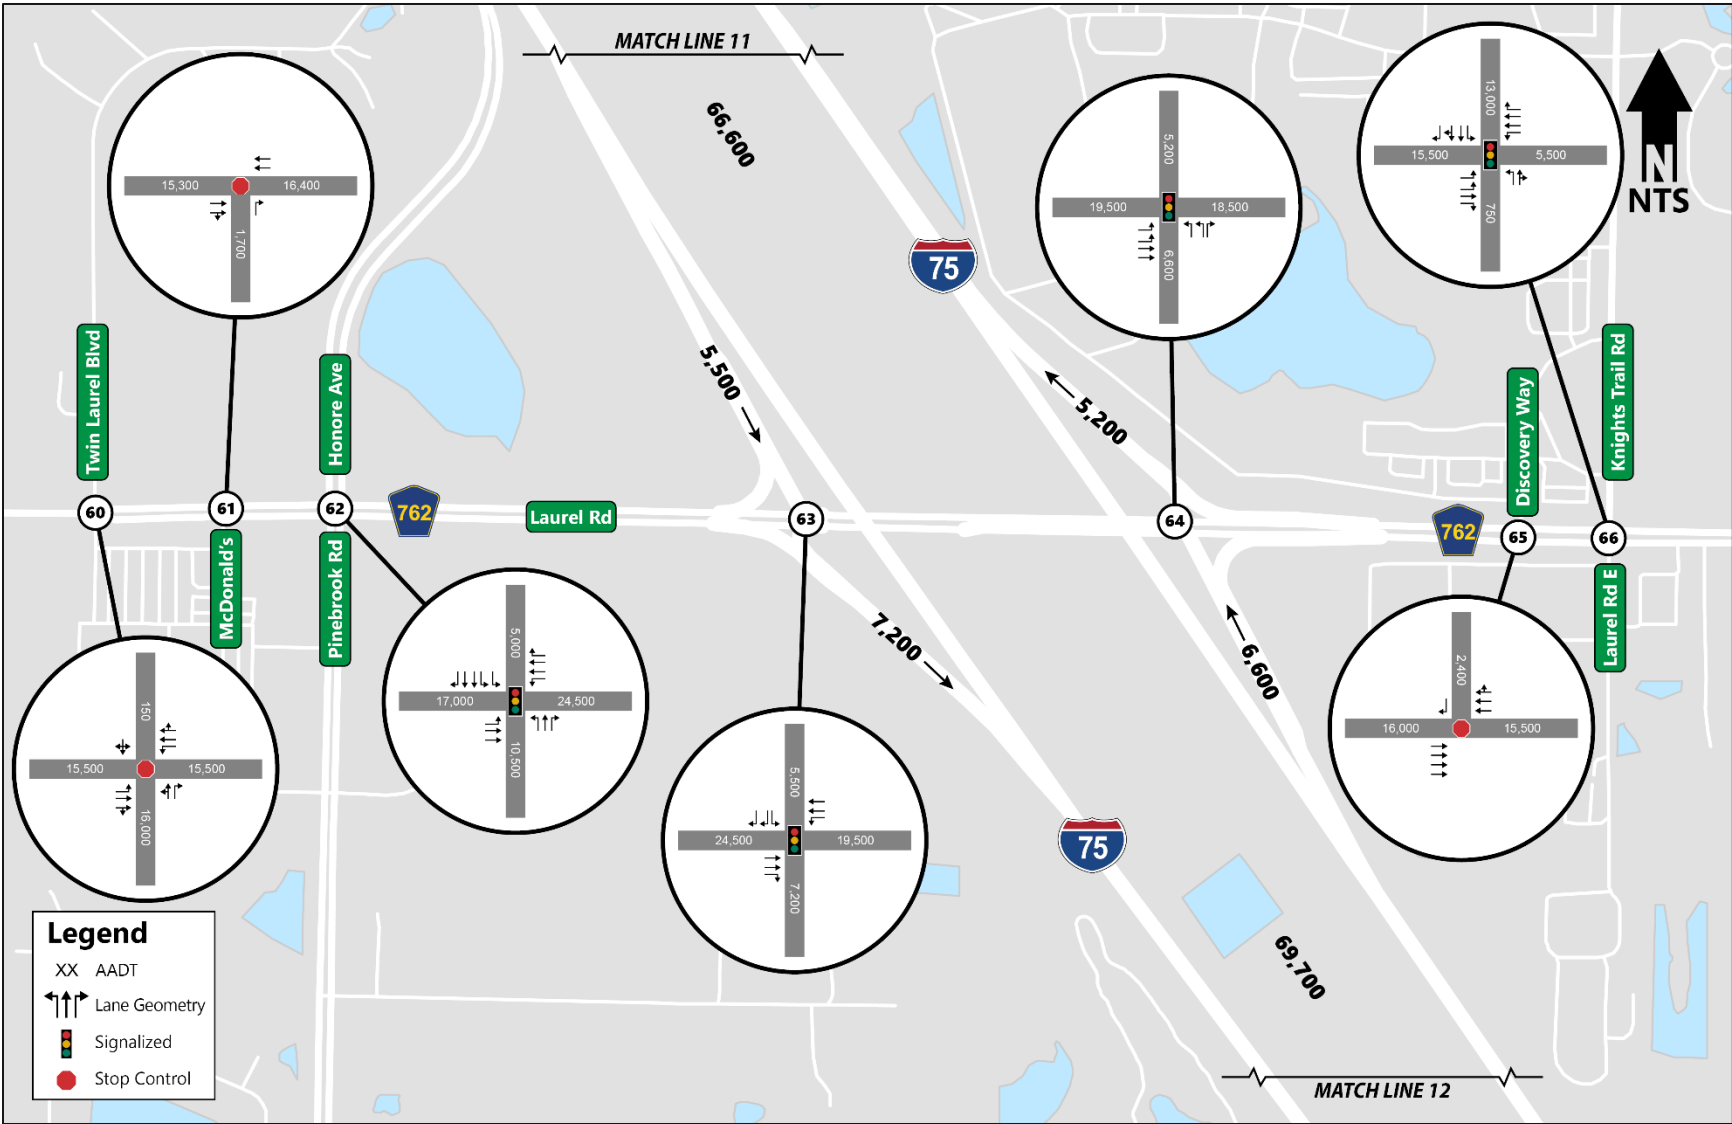 MATCH LINE 11
66,600
75
N
NTS
15,300
16,400
1,700
5,200
19,500
18,500
6,600
13,000
15,500
5,500
750
Twin Laurel Blvd
Honore Ave
5,500
5,200
Discovery Way
Knights Trail Rd
60
61
62
762
Laurel Rd
63
64
762
65
66
McDonald's
Pinebrook Rd
Laurel Rd E
7,200
6,600
150
15,500
15,500
16,000
5,000
17,000
24,500
10,500
5,500
24,500
19,500
7,200
2,400
16,000
15,500
75
69,700
Legend
XX AADT
Lane Geometry
Signalized
Stop Control
MATCH LINE 12